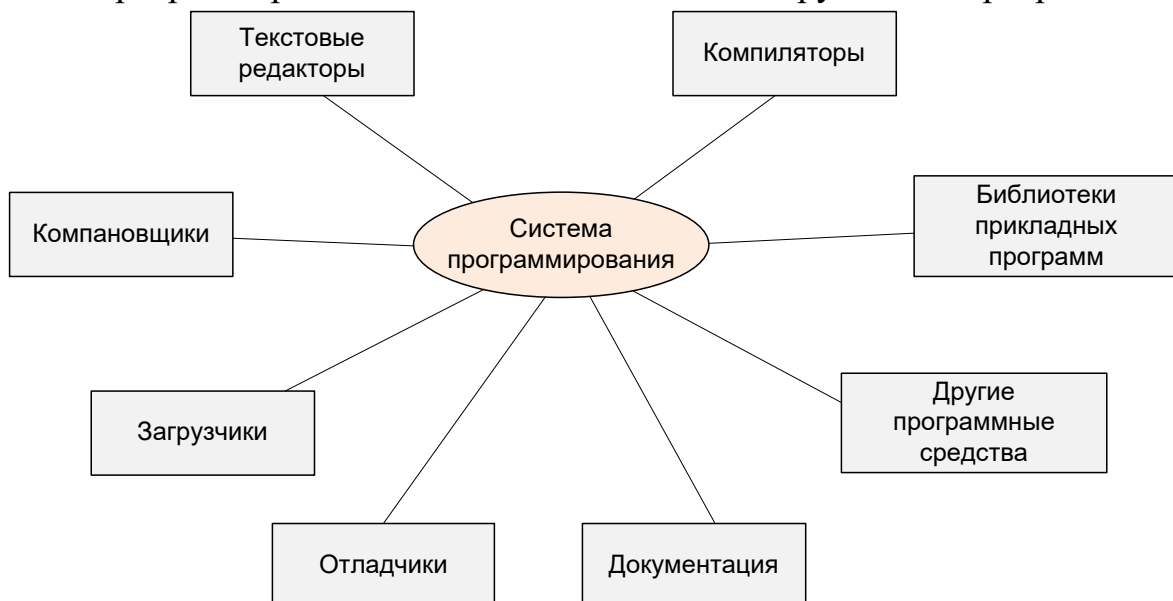 Текстовые
редакторы
Компиляторы
Компановщики
Система
программирования
Библиотеки
прикладных
программ
Загрузчики
Другие
программные
средства
Отладчики
Документация